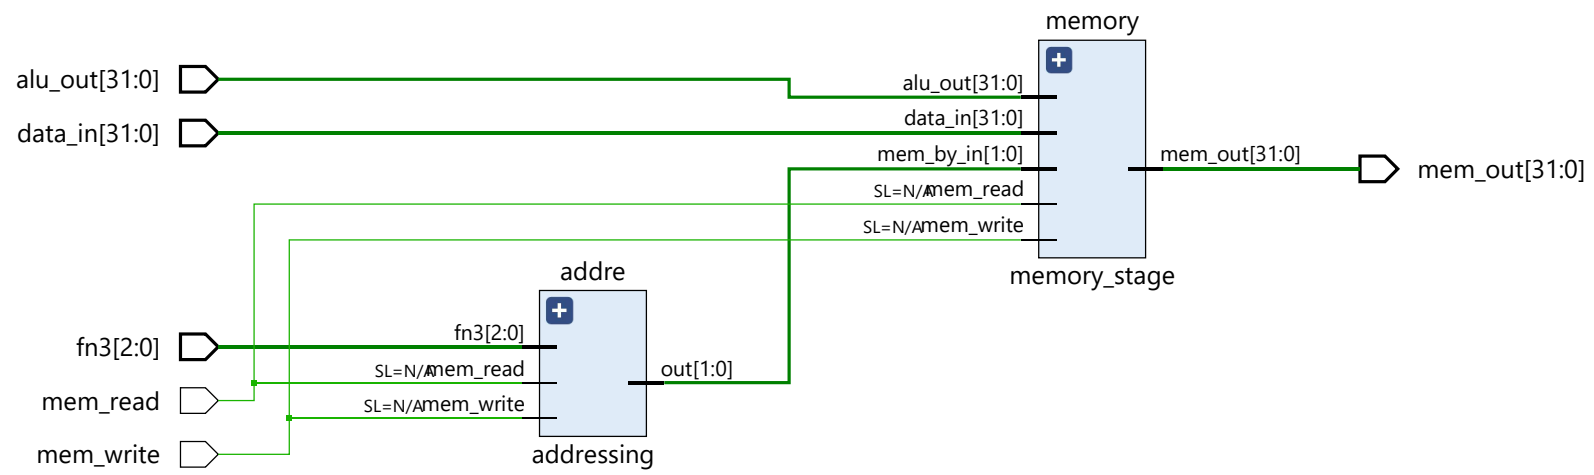 memory
alu_out[31:0]
alu_out[31:0]
data_in[31:0]
data_in[31:0]
mem_by_in[1:0]
mem_out[31:0]
mem_out[31:0]
SL=N/A mem_read
SL=N/A mem_write
addre
memory_stage
fn3[2:0]
fn3[2:0]
SL=N/A mem_read
out[1:0]
mem_read
SL=N/A mem_write
mem_write
addressing